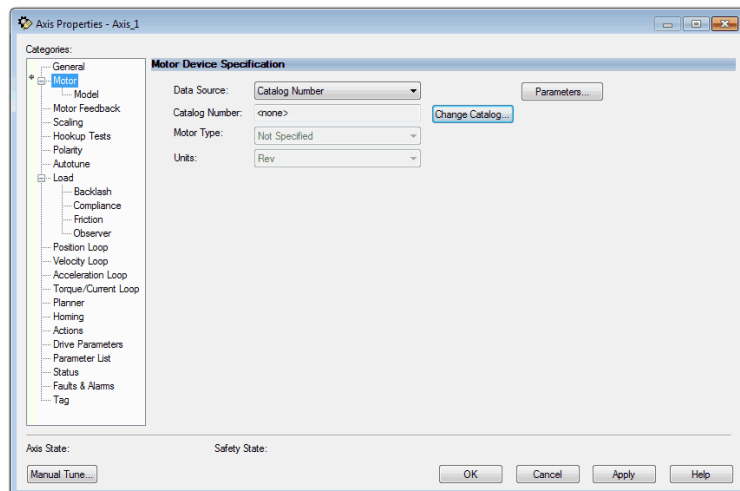 Axis Properties - Axis_1
Categories:
General
* Motor
Model
Motor Feedback
Scaling
Hookup Tests
Polarity
Autotune
Load
Backlash
Compliance
Friction
Observer
Position Loop
Velocity Loop
Acceleration Loop
Torque/Current Loop
Planner
Homing
Actions
Drive Parameters
Parameter List
Status
Faults & Alarms
Tag
Motor Device Specification
Data Source: Catalog Number Parameters...
Catalog Number: <none> Change Catalog...
Motor Type: Not Specified
Units: Rev
Axis State: Safety State:
Manual Tune... OK Cancel Apply Help